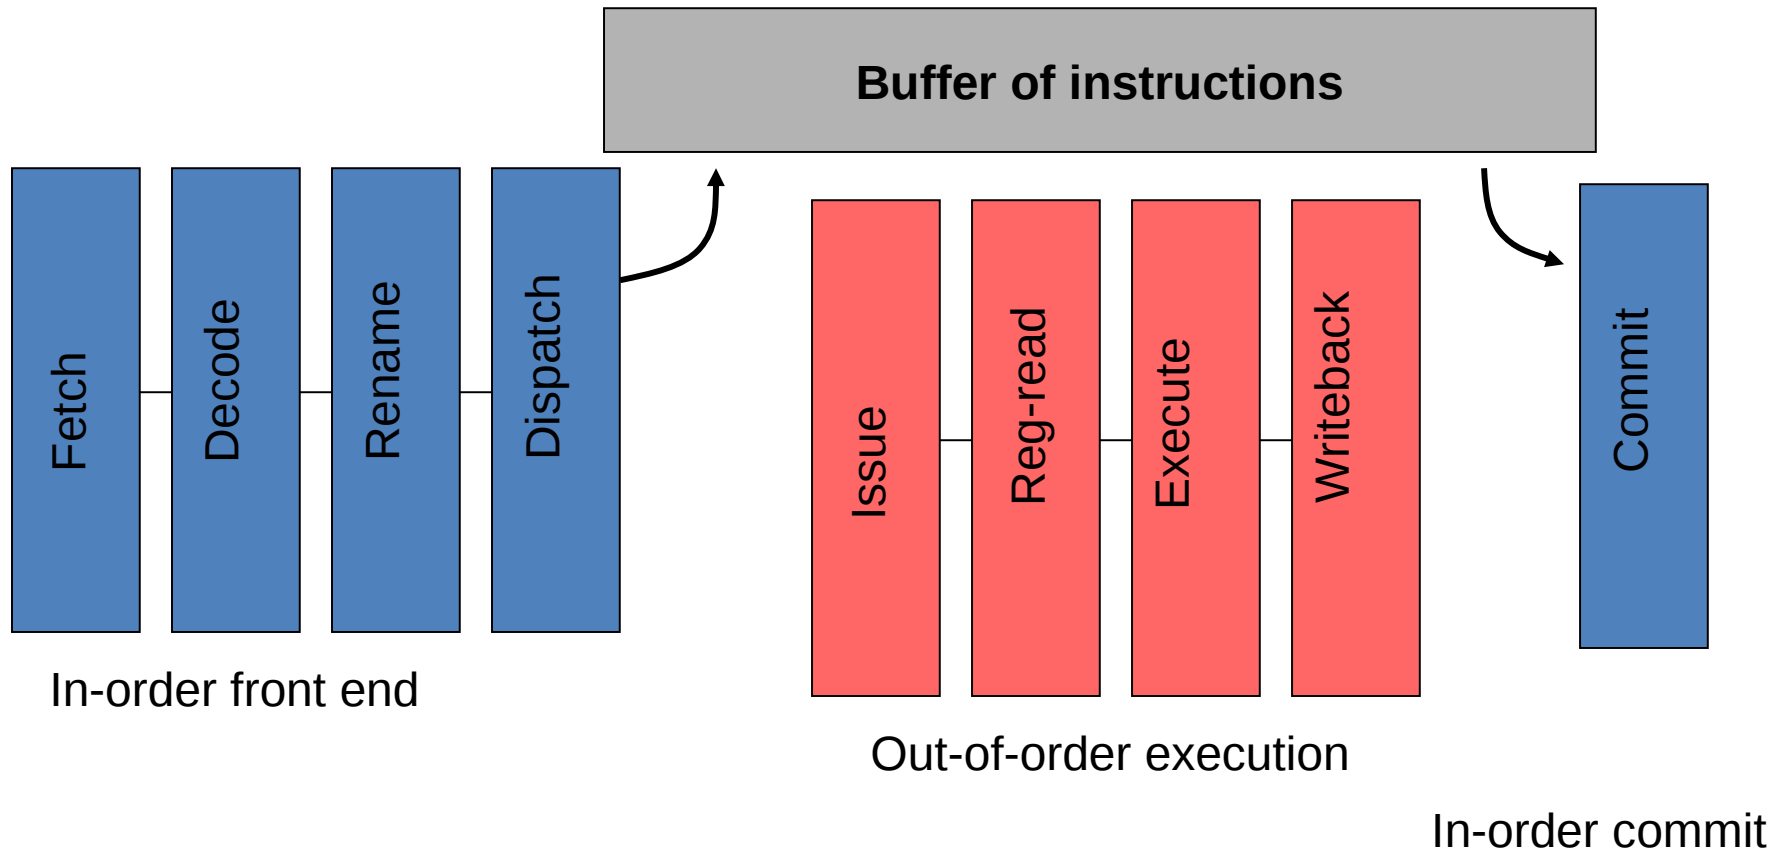 Buffer of instructions
Fetch
Decode
Rename
Dispatch
Issue
Reg-read
Execute
Writeback
Commit
In-order front end
Out-of-order execution
In-order commit